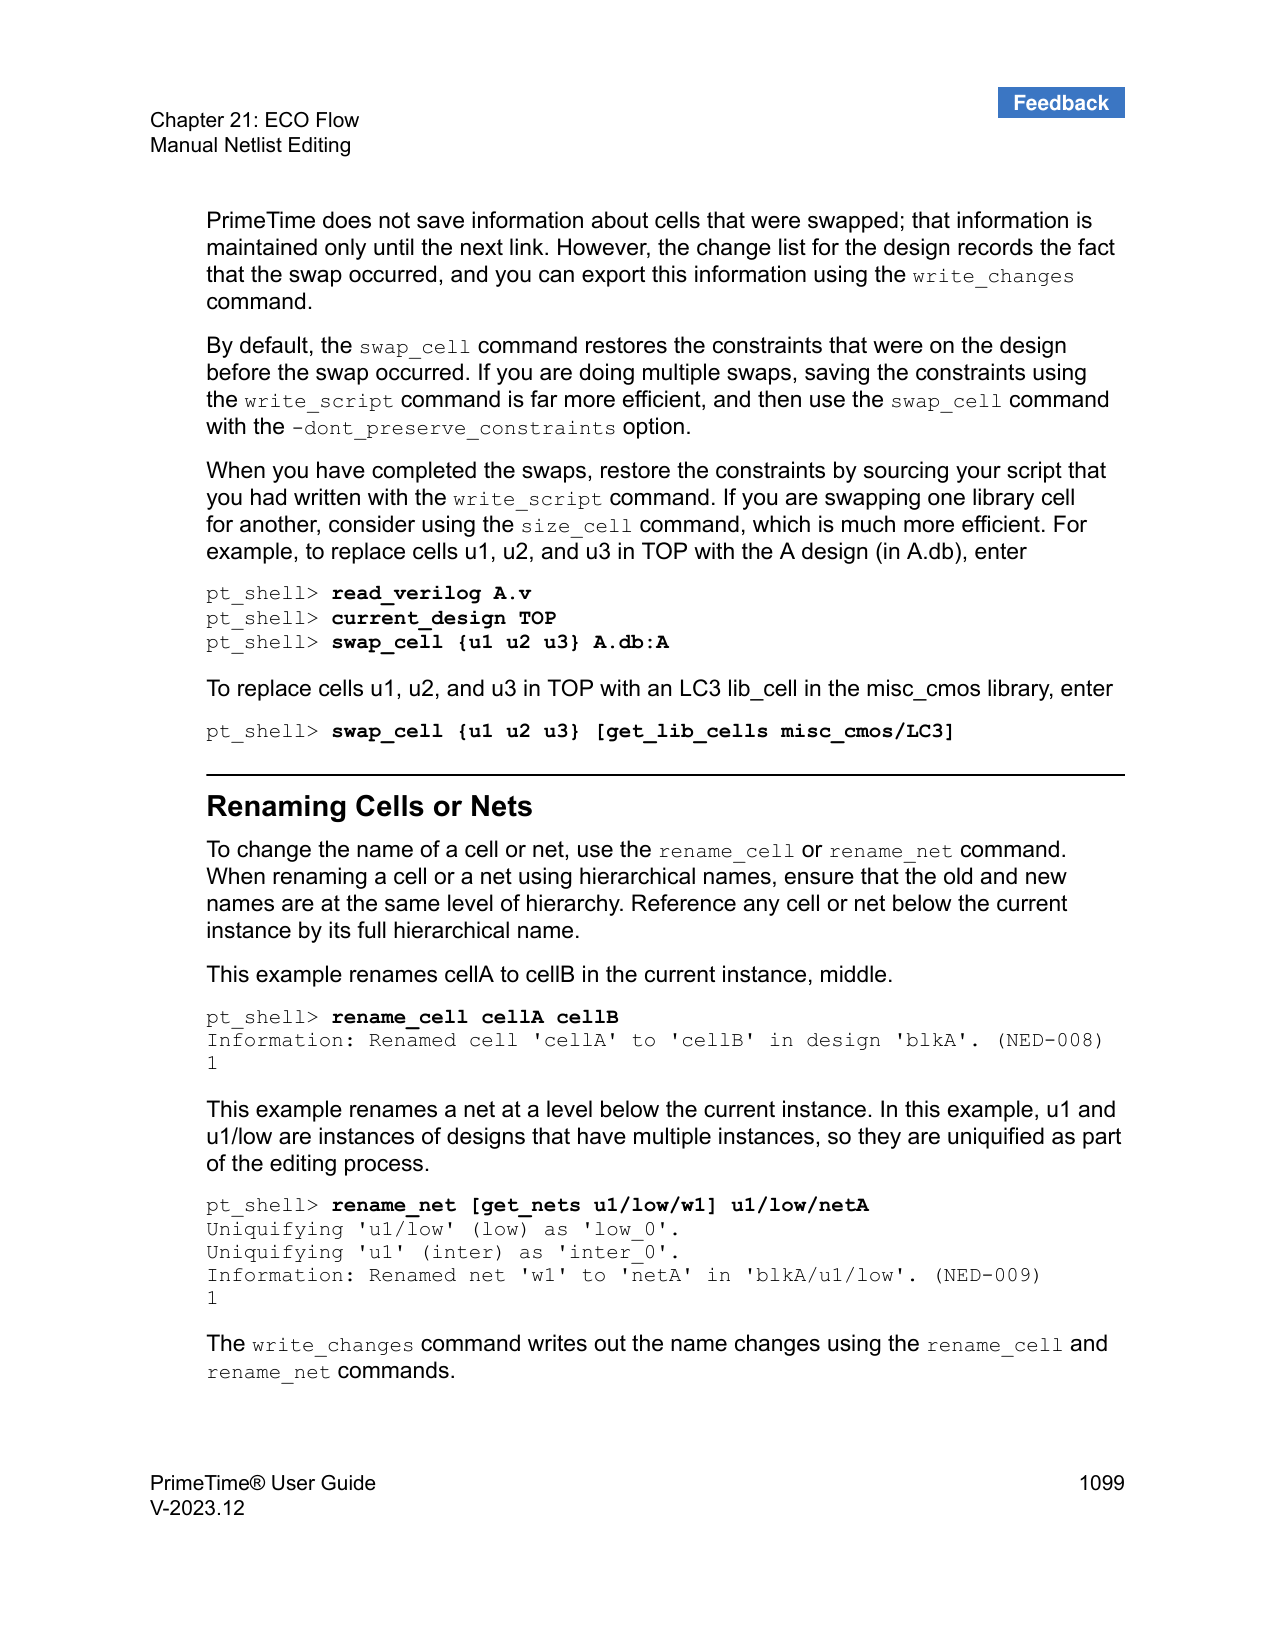 Feedback
Chapter 21: ECO Flow
Manual Netlist Editing
PrimeTime does not save information about cells that were swapped; that information is
maintained only until the next link. However, the change list for the design records the fact
that the swap occurred, and you can export this information using the write_changes
command.
By default, the swap_cell command restores the constraints that were on the design
before the swap occurred. If you are doing multiple swaps, saving the constraints using
the write_script command is far more efficient, and then use the swap_cell command
with the -dont_preserve_constraints option.
When you have completed the swaps, restore the constraints by sourcing your script that
you had written with the write_script command. If you are swapping one library cell
for another, consider using the size_cell command, which is much more efficient. For
example, to replace cells u1, u2, and u3 in TOP with the A design (in A.db), enter
pt_shell> read_verilog A.v
pt_shell> current_design TOP
pt_shell> swap_cell {u1 u2 u3} A.db:A
To replace cells u1, u2, and u3 in TOP with an LC3 lib_cell in the misc_cmos library, enter
pt_shell> swap_cell {u1 u2 u3} [get_lib_cells misc_cmos/LC3]
Renaming Cells or Nets
To change the name of a cell or net, use the rename_cell or rename_net command.
When renaming a cell or a net using hierarchical names, ensure that the old and new
names are at the same level of hierarchy. Reference any cell or net below the current
instance by its full hierarchical name.
This example renames cellA to cellB in the current instance, middle.
pt_shell> rename_cell cellA cellB
Information: Renamed cell 'cellA' to 'cellB' in design 'blkA'. (NED-008)
1
This example renames a net at a level below the current instance. In this example, u1 and
u1/low are instances of designs that have multiple instances, so they are uniquified as part
of the editing process.
pt_shell> rename_net [get_nets u1/low/w1] u1/low/netA
Uniquifying 'u1/low' (low) as 'low_0'.
Uniquifying 'u1' (inter) as 'inter_0'.
Information: Renamed net 'w1' to 'netA' in 'blkA/u1/low'. (NED-009)
1
The write_changes command writes out the name changes using the rename_cell and
rename_net commands.
PrimeTime® User Guide
1099
V-2023.12